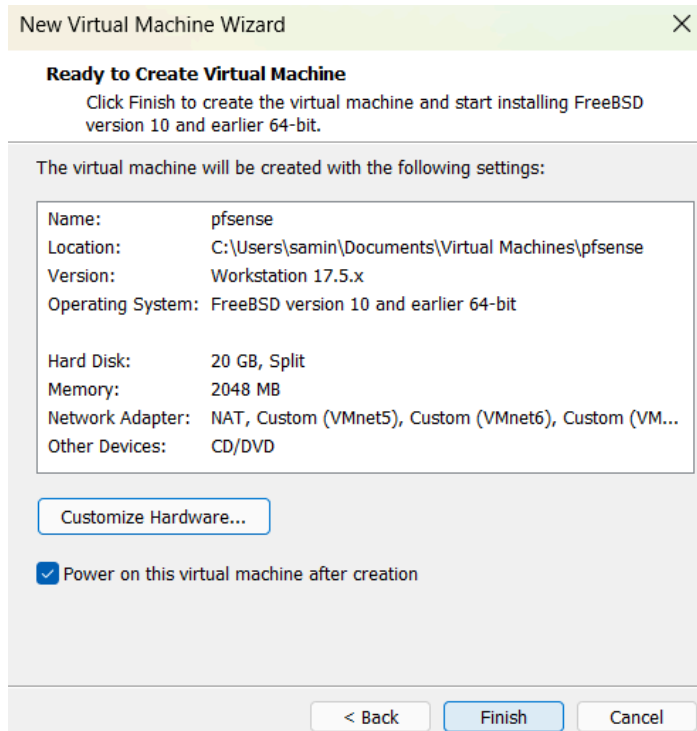 New Virtual Machine Wizard
Ready to Create Virtual Machine
Click Finish to create the virtual machine and start installing FreeBSD
version 10 and earlier 64-bit.
The virtual machine will be created with the following settings:
Name: pfsense
Location: C:\Users\samin\Documents\Virtual Machines\pfsense
Version: Workstation 17.5.x
Operating System: FreeBSD version 10 and earlier 64-bit
Hard Disk: 20 GB, Split
Memory: 2048 MB
Network Adapter: NAT, Custom (VMnet5), Custom (VMnet6), Custom (VM...
Other Devices: CD/DVD
Customize Hardware...
Power on this virtual machine after creation
< Back Finish Cancel